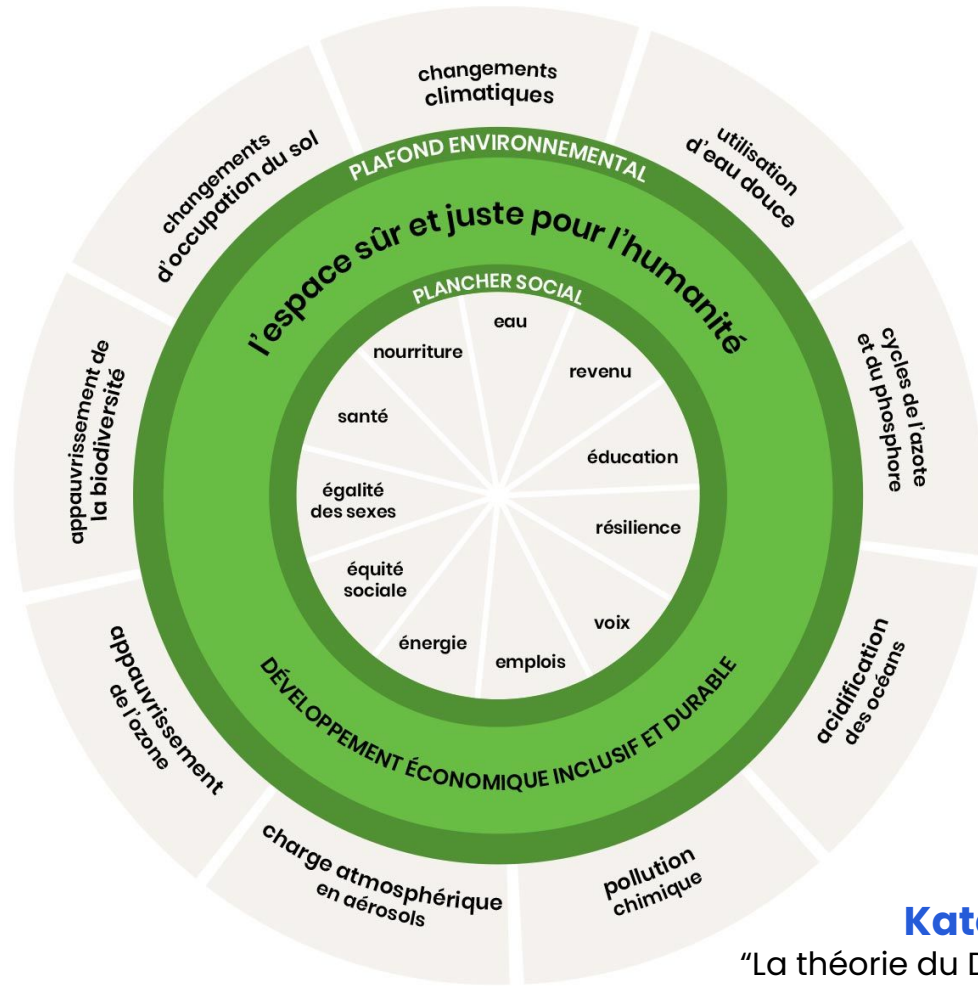 changements
climatiques
utilisation
d'eau douce
cycles de l'azote
et du phosphore
acidification
des océans
pollution
chimique
charge atmosphérique
en aérosols
appauvrissement
de l'ozone
appauvrissement de
la biodiversité
changements
d'occupation du sol
PLAFOND ENVIRONNEMENTAL
l'espace sûr et juste pour l'humanité
PLANCHER SOCIAL
eau
revenu
éducation
résilience
voix
emplois
énergie
équité
sociale
égalité
des sexes
santé
nourriture
DÉVELOPPEMENT ÉCONOMIQUE INCLUSIF ET DURABLE
“La théorie du